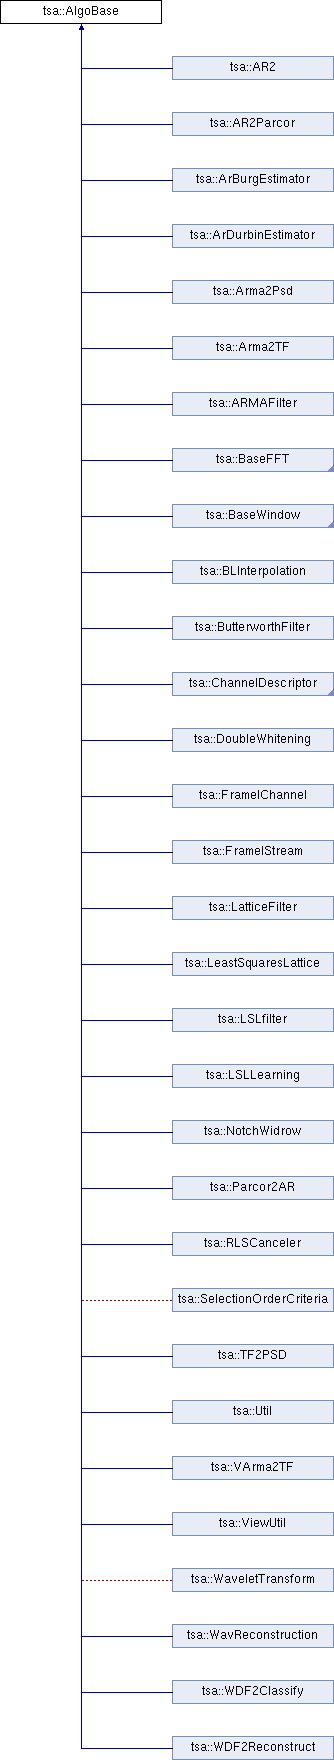 tsa::AlgoBase
tsa::AR2
tsa::AR2Parcor
tsa::ArBurgEstimator
tsa::ArDurbinEstimator
tsa::Arma2Psd
tsa::Arma2TF
tsa::ARMAFilter
tsa::BaseFFT
tsa::BaseWindow
tsa::BLInterpolation
tsa::ButterworthFilter
tsa::ChannelDescriptor
tsa::DoubleWhitening
tsa::FrameIChannel
tsa::FrameIStream
tsa::LatticeFilter
tsa::LeastSquaresLattice
tsa::LSLfilter
tsa::LSLLearning
tsa::NotchWidrow
tsa::Parcor2AR
tsa::RLSCanceler
tsa::SelectionOrderCriteria
tsa::TF2PSD
tsa::Util
tsa::VArma2TF
tsa::ViewUtil
tsa::WaveletTransform
tsa::WavReconstruction
tsa::WDF2Classify
tsa::WDF2Reconstruct